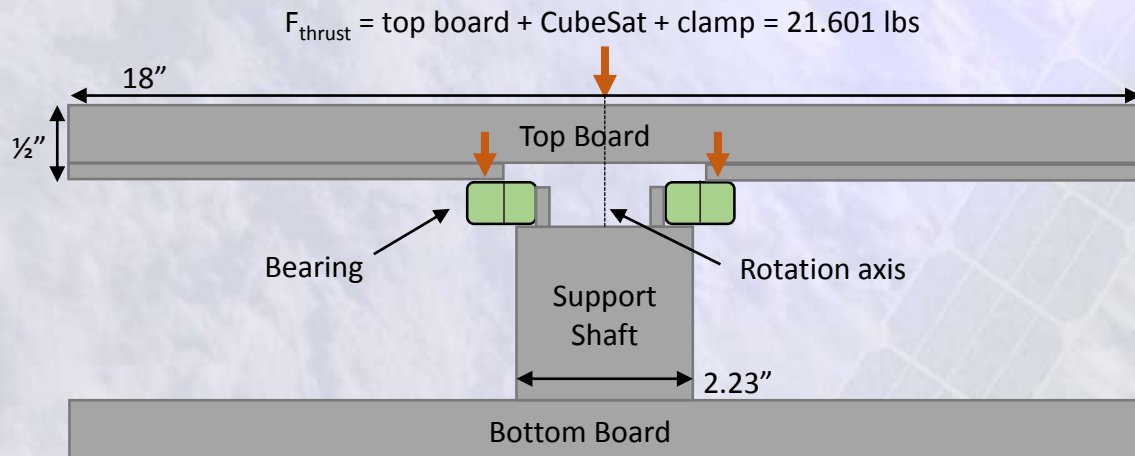 F_thrust = top board + CubeSat + clamp = 21.601 lbs
18”
½”
Top Board
Bearing
Rotation axis
Support
Shaft
2.23”
Bottom Board